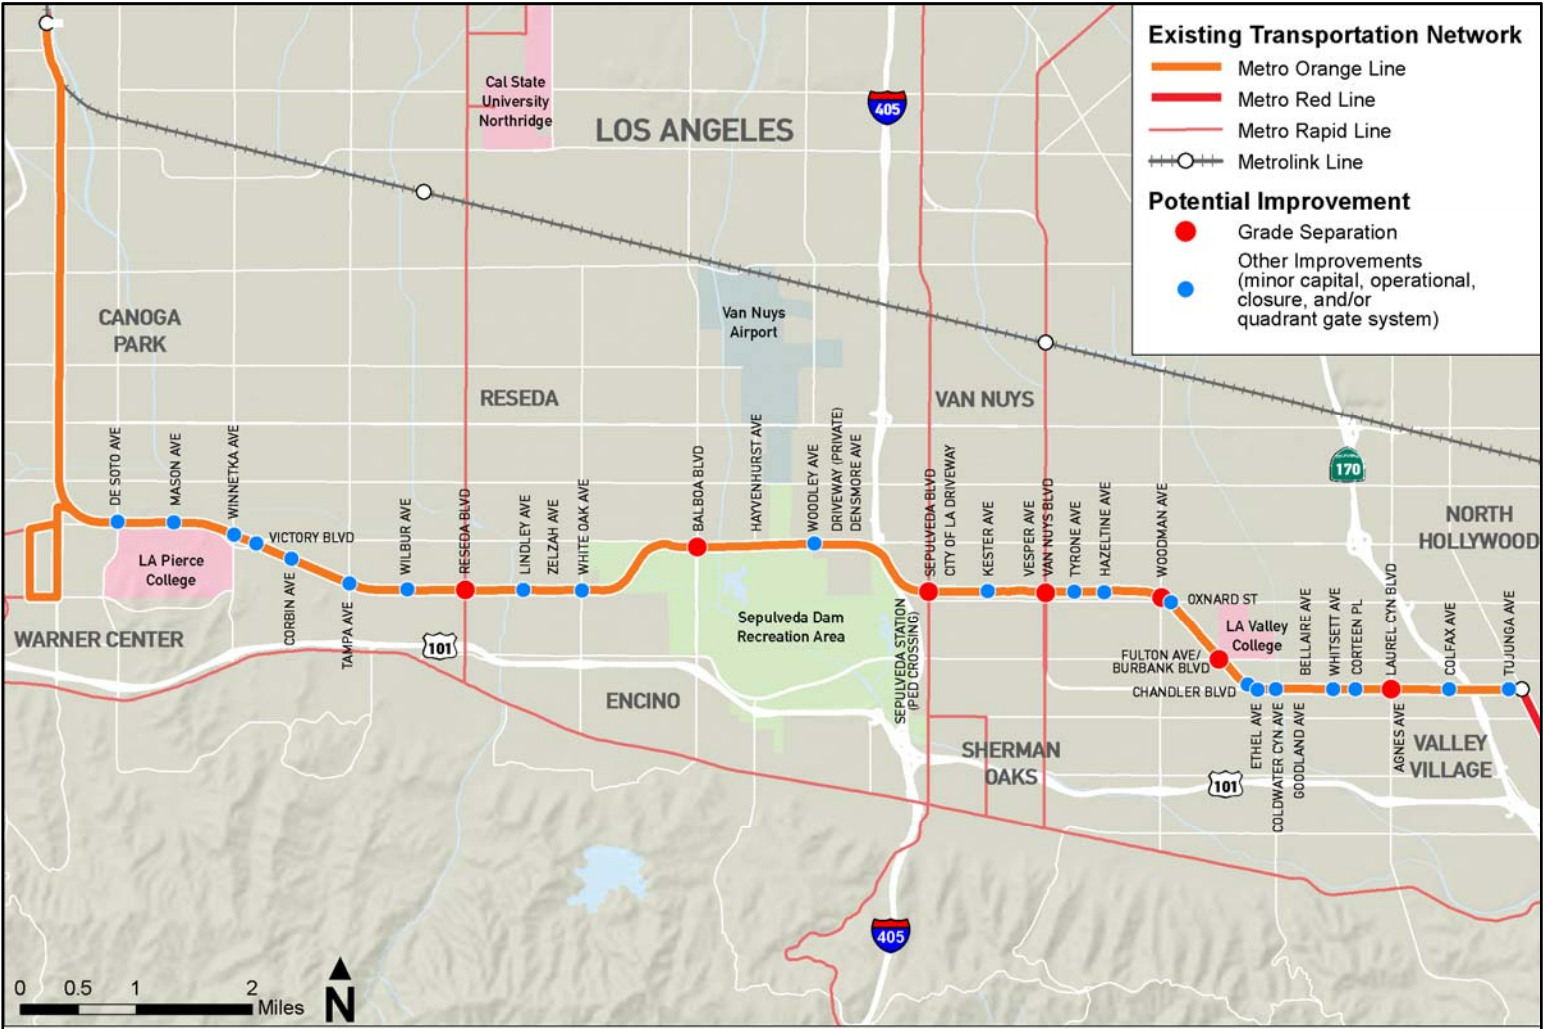 Existing Transportation Network
Metro Orange Line
Metro Red Line
Metro Rapid Line
Metrolink Line
Potential Improvement
Grade Separation
Other Improvements
(minor capital, operational,
closure, and/or
quadrant gate system)
Cal State
University
Northridge
LOS ANGELES
405
CANOGA
PARK
Van Nuys
Airport
RESEDA
VAN NUYS
170
NORTH
HOLLYWOOD
DE SOTO AVE
MASON AVE
WINNETKA AVE
VICTORY BLVD
CORBIN AVE
TAMPA AVE
WILBUR AVE
RESEDA BLVD
LINDLEY AVE
ZELZAH AVE
WHITE OAK AVE
BALBOA BLVD
HAYVENHURST AVE
WOODLEY AVE
DRIVEWAY (PRIVATE)
DENSMORE AVE
SEPULVEDA BLVD
CITY OF LA DRIVEWAY
KESTER AVE
VESPER AVE
VAN NUYS BLVD
TYRONE AVE
HAZELTINE AVE
WOODMAN AVE
OXNARD ST
LA Pierce
College
LA Valley
College
Sepulveda Dam
Recreation Area
SEPULVEDA STATION
(PED CROSSING)
FULTON AVE/
BURBANK BLVD
CHANDLER BLVD
ETHEL AVE
COLDWATER CYN AVE
GOODLAND AVE
BELLAIRE AVE
WHITSETT AVE
CORTEEN PL
LAUREL CYN BLVD
AGNES AVE
COLFAX AVE
TUJUNGA AVE
WARNER CENTER
101
ENCINO
SHERMAN
OAKS
VALLEY
VILLAGE
101
405
0 0.5 1 2
Miles
N